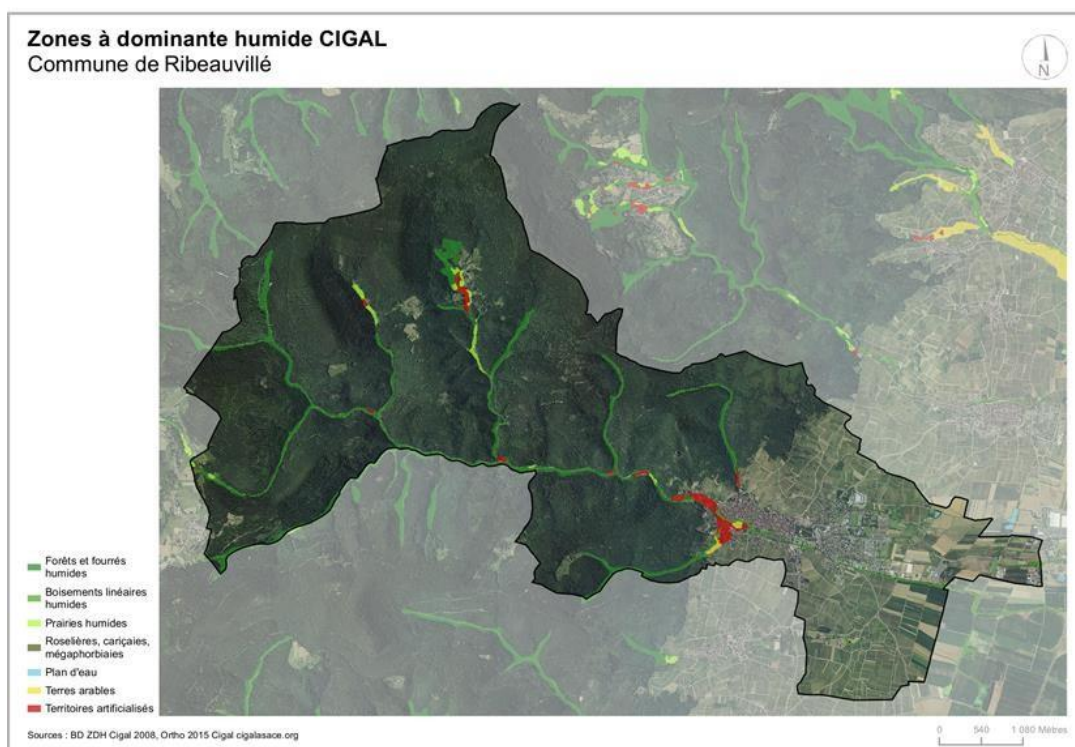 Zones à dominante humide CIGAL
Commune de Ribeauvillé
N
Forêts et fourrés
humides
Boisements linéaires
humides
Prairies humides
Roselières, cariçaies,
mégaphorbiaies
Plan d'eau
Terres arables
Territoires artificialisés
Sources : BD ZDH Cigal 2008, Ortho 2015 Cigal cigalasace.org
0 540 1 080 Mètres